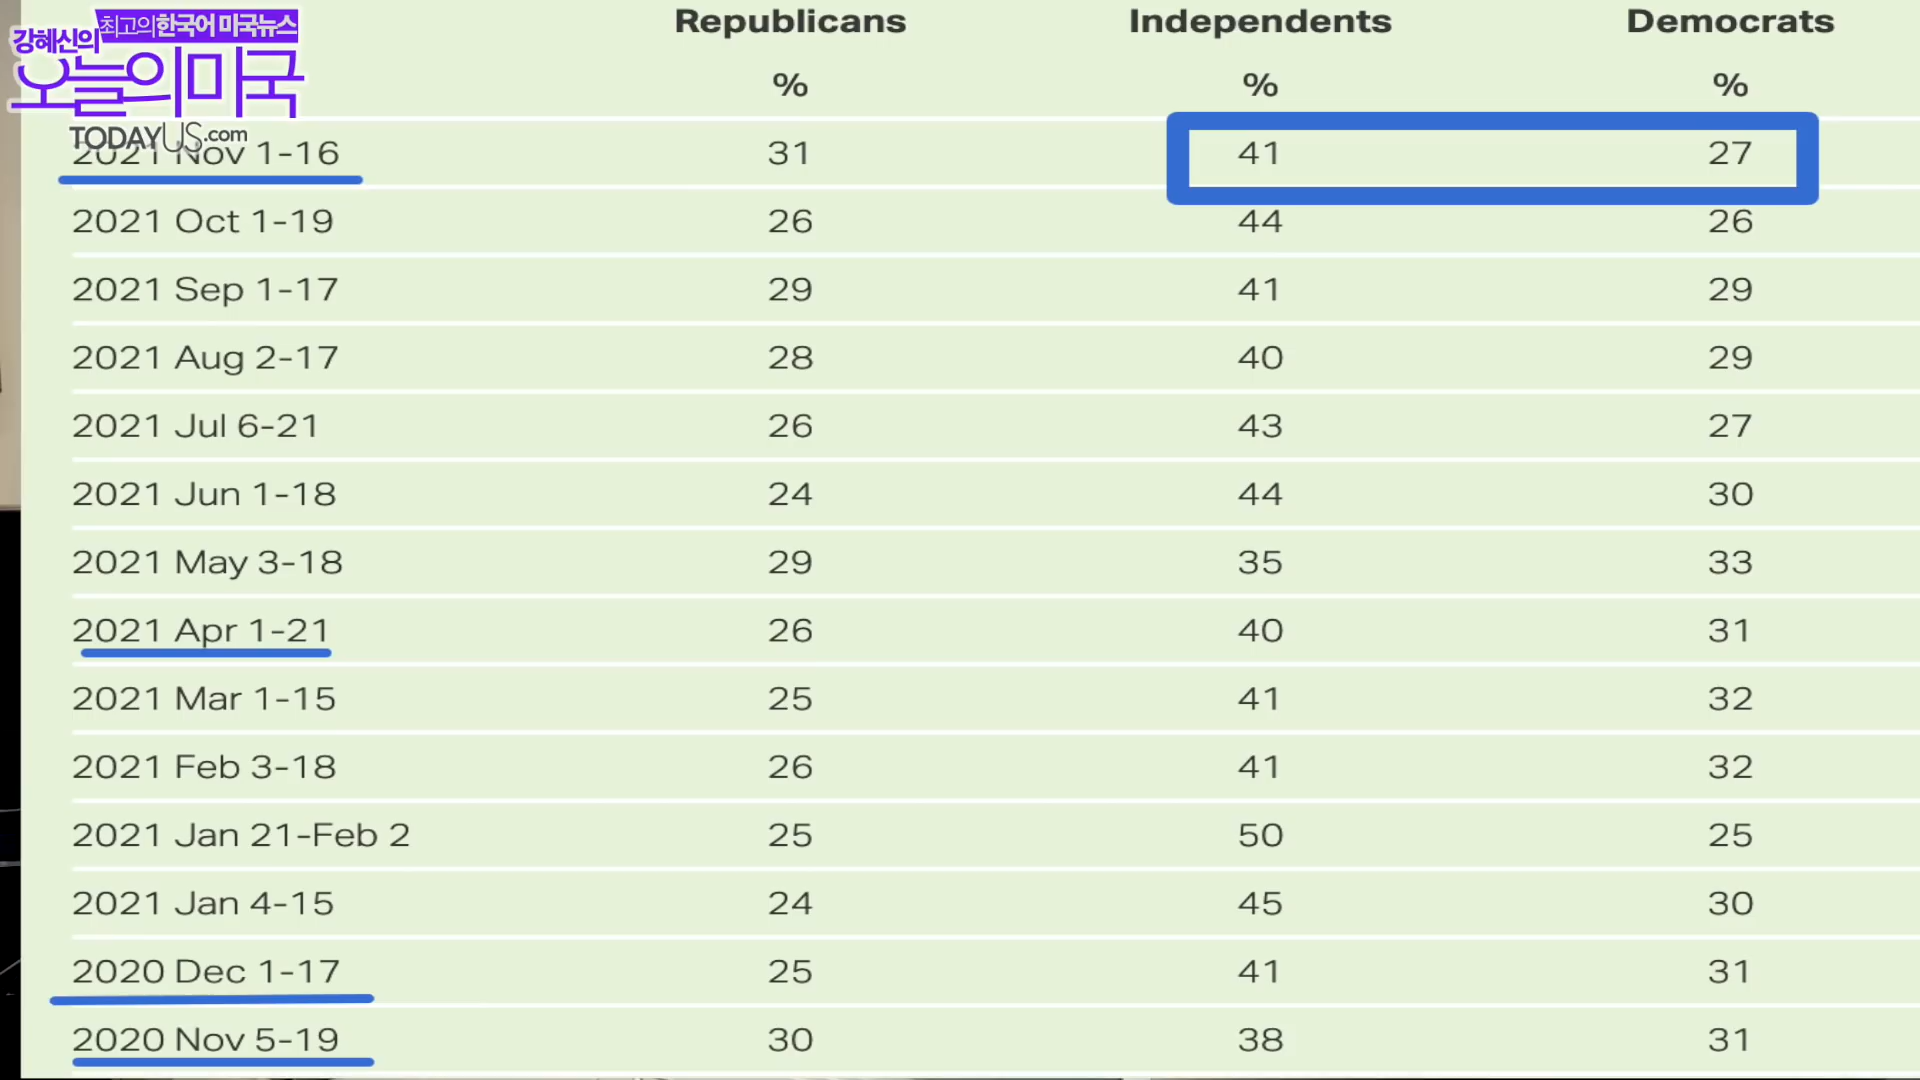 최고의한국어 미국뉴스
강혜신의
오늘의미국
TODAYUS.com
Republicans Independents Democrats
% % %
2021 Nov 1-16 31 41 27
2021 Oct 1-19 26 44 26
2021 Sep 1-17 29 41 29
2021 Aug 2-17 28 40 29
2021 Jul 6-21 26 43 27
2021 Jun 1-18 24 44 30
2021 May 3-18 29 35 33
2021 Apr 1-21 26 40 31
2021 Mar 1-15 25 41 32
2021 Feb 3-18 26 41 32
2021 Jan 21-Feb 2 25 50 25
2021 Jan 4-15 24 45 30
2020 Dec 1-17 25 41 31
2020 Nov 5-19 30 38 31